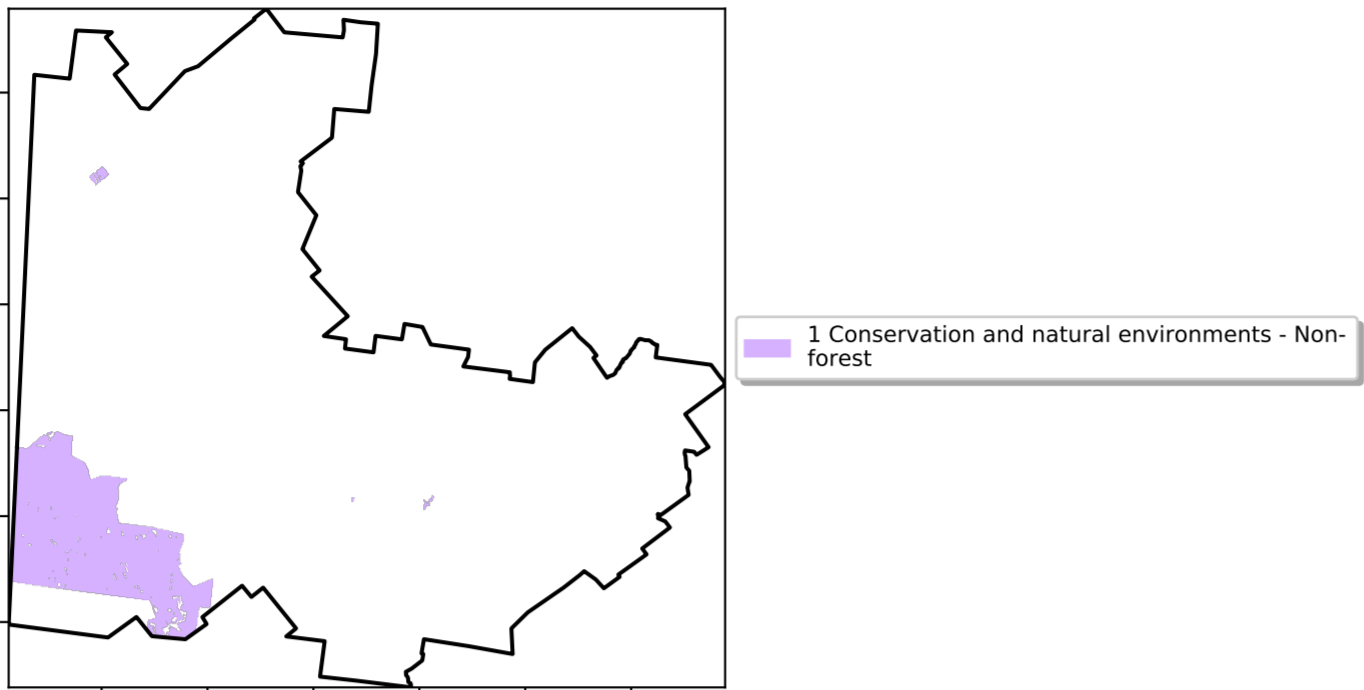 1 Conservation and natural environments - Non-
forest